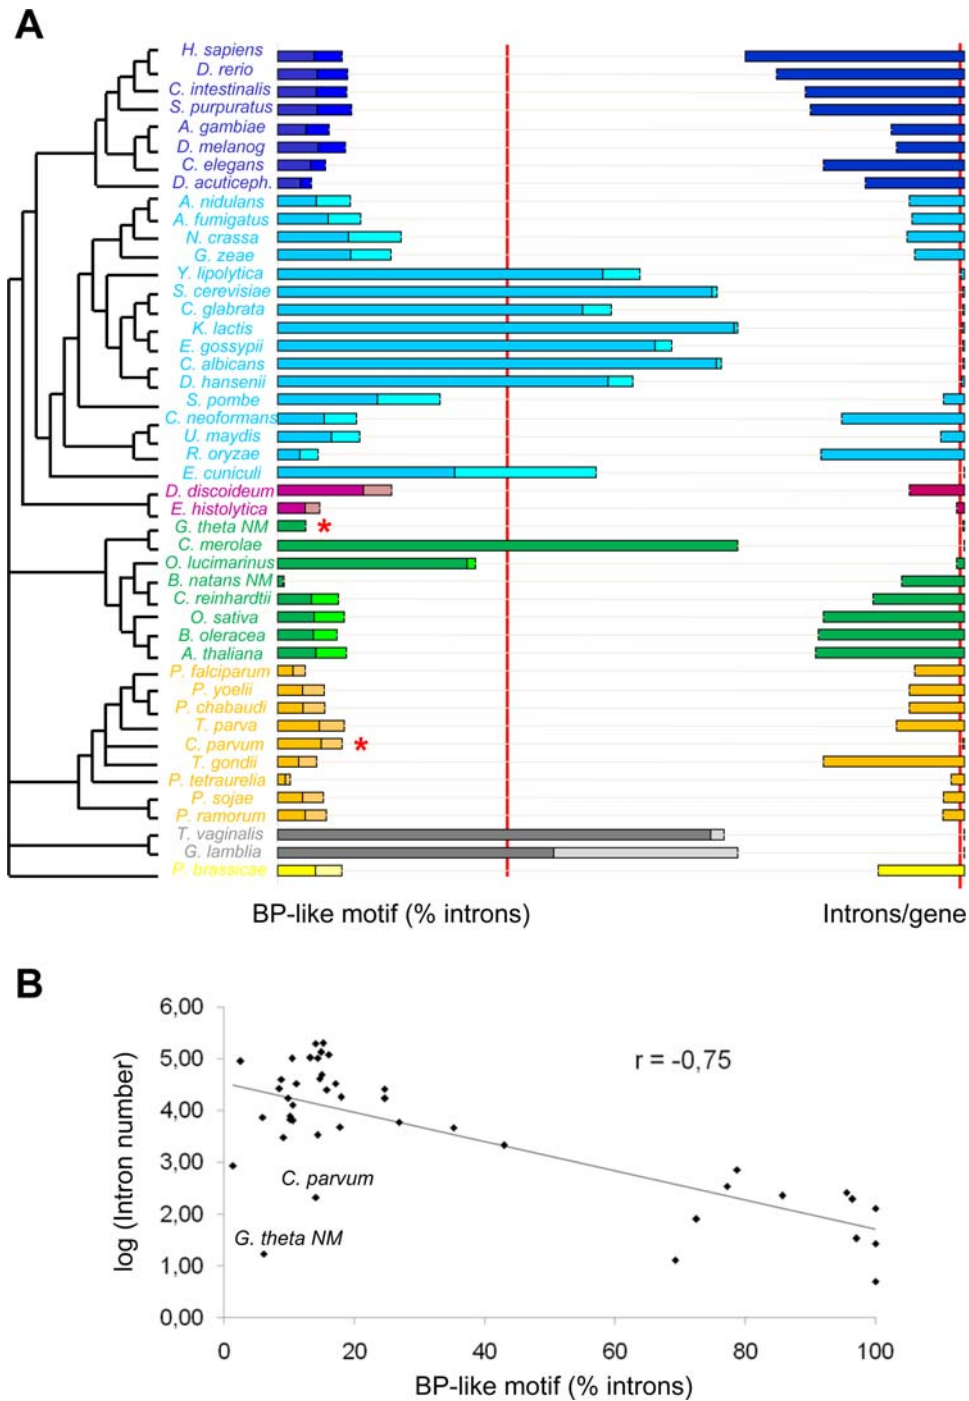 A
H. sapiens
D. rerio
C. intestinalis
S. purpuratus
A. gambiae
D. melanog
C. elegans
D. acuticeph.
A. nidulans
A. fumigatus
N. crassa
G. zeae
Y. lipolytica
S. cerevisiae
C. glabrata
K. lactis
E. gossypii
C. albicans
D. hansenii
S. pombe
C. neoformans
U. maydis
R. oryzae
E. cuniculi
D. discoideum
E. histolytica
G. theta NM *
C. merolae
O. lucimarinus
B. natans NM
C. reinhardtii
O. sativa
B. oleracea
A. thaliana
P. falciparum
P. yoelii
P. chabaudi
T. parva
C. parvum *
T. gondii
P. tetraurelia
P. sojae
P. ramorum
T. vaginalis
G. lamblia
P. brassicae
BP-like motif (% introns) Introns/gene
B
6,00
5,00
4,00
3,00
2,00
1,00
0,00
log (Intron number)
r = -0,75
C. parvum
G. theta NM
0 20 40 60 80 100
BP-like motif (% introns)